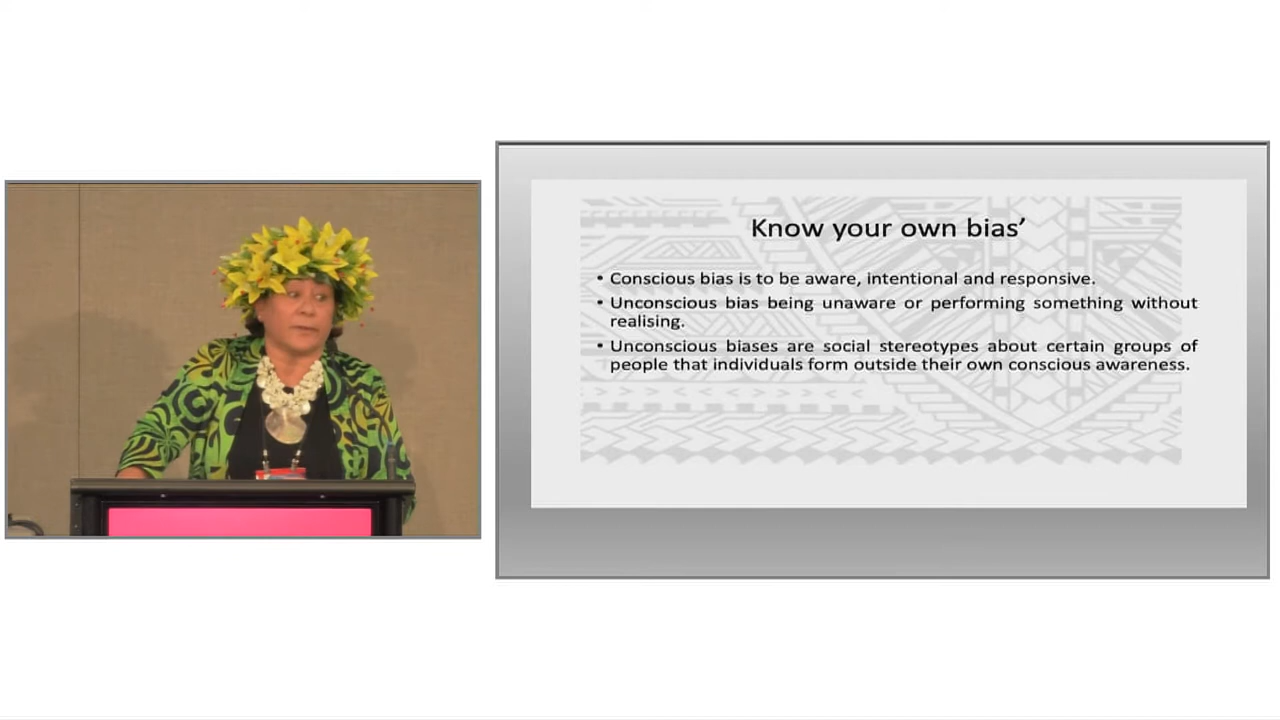 Know your own bias’
• Conscious bias is to be aware, intentional and responsive.
• Unconscious bias being unaware or performing something without
realising.
• Unconscious biases are social stereotypes about certain groups of
people that individuals form outside their own conscious awareness.